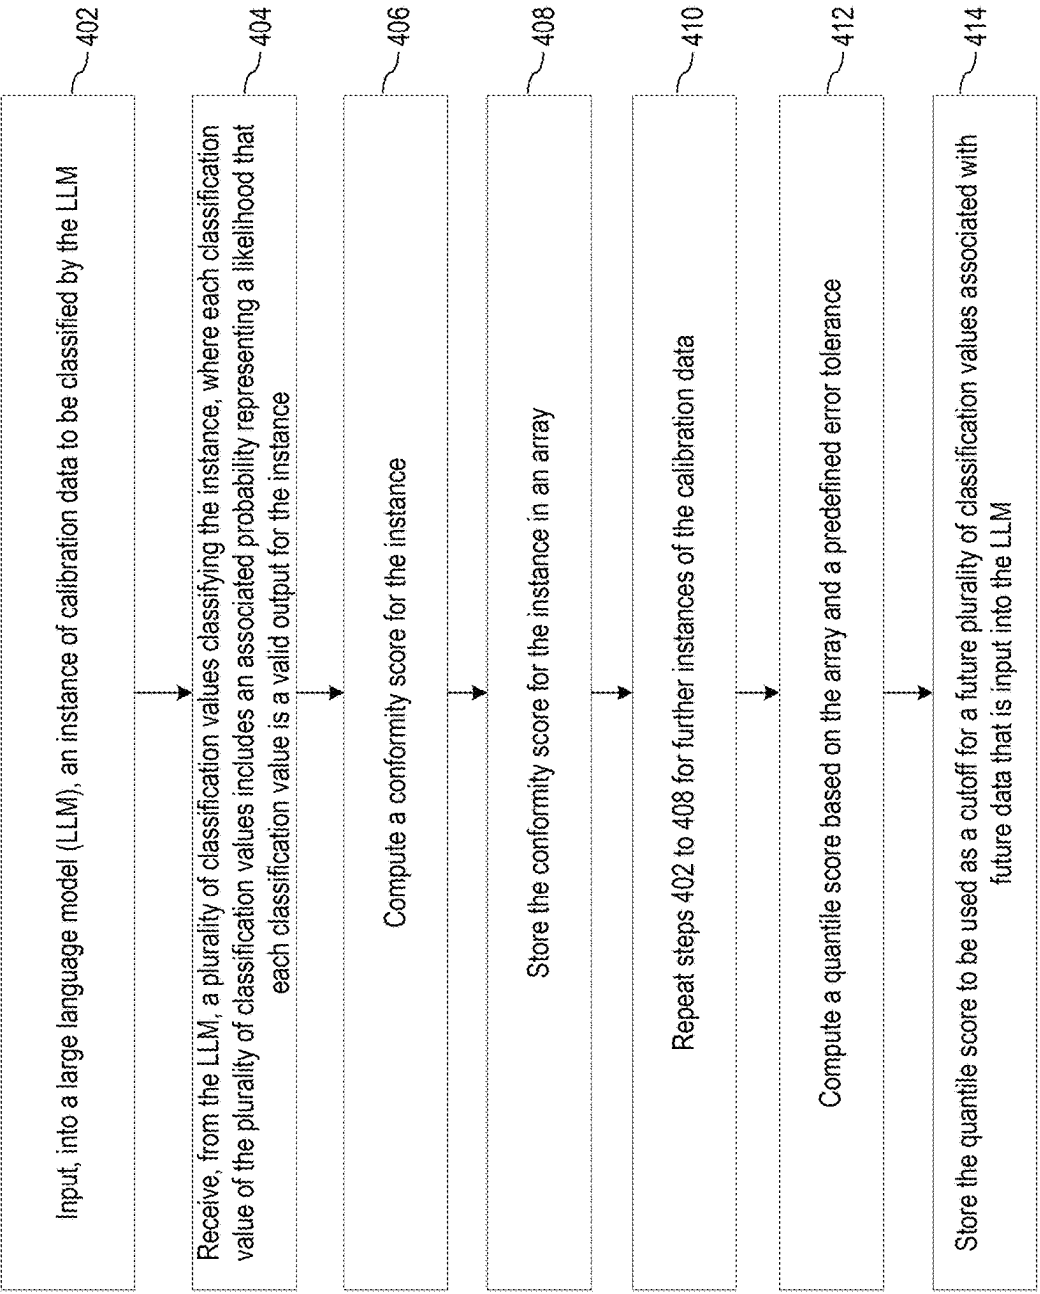 402
Input, into a large language model (LLM), an instance of calibration data to be classified by the LLM
404
Receive, from the LLM, a plurality of classification values classifying the instance, where each classification
value of the plurality of classification values includes an associated probability representing a likelihood that
each classification value is a valid output for the instance
406
Compute a conformity score for the instance
408
Store the conformity score for the instance in an array
410
Repeat steps 402 to 408 for further instances of the calibration data
412
Compute a quantile score based on the array and a predefined error tolerance
414
Store the quantile score to be used as a cutoff for a future plurality of classification values associated with
future data that is input into the LLM